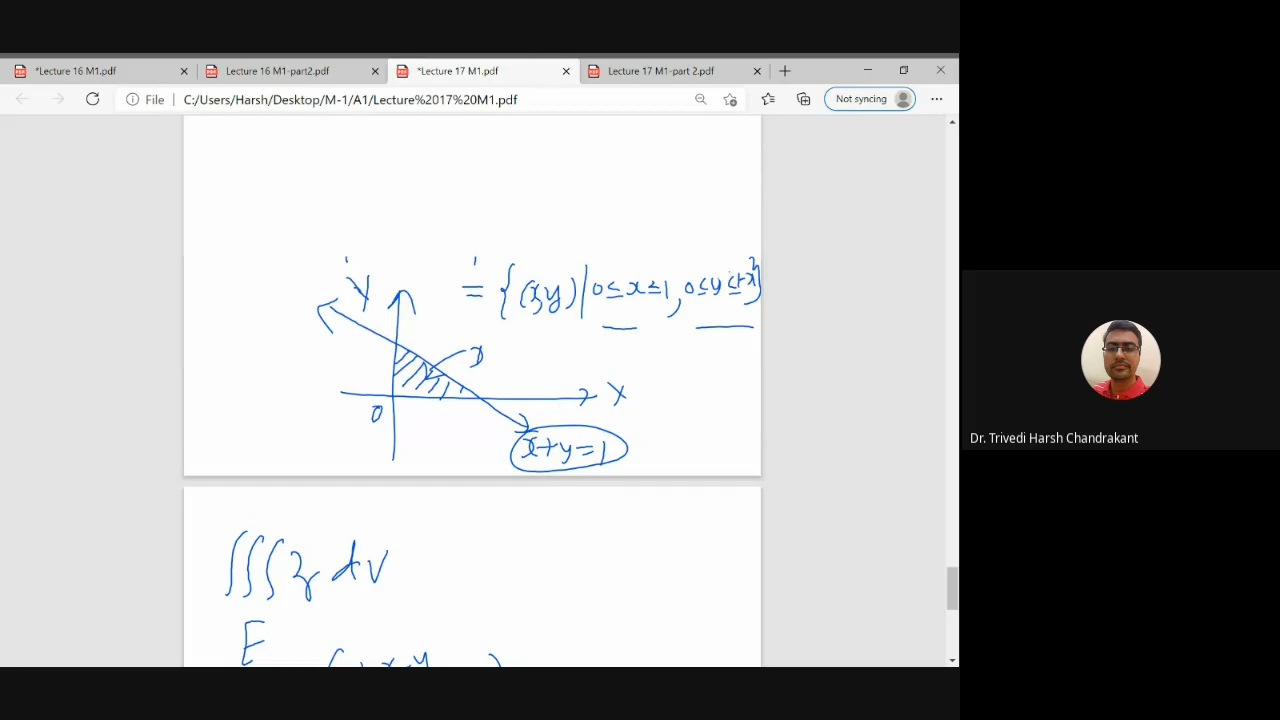 *Lecture 16 M1.pdf Lecture 16 M1-part2.pdf *Lecture 17 M1.pdf Lecture 17 M1-part 2.pdf
File C:/Users/Harsh/Desktop/M-1/A1/Lecture%2017%20M1.pdf Not syncing
= {(x,y) | 0≤x≤1, 0≤y≤1-x}
Y
D
X
0
x+y=1
∭ z dV
E
Dr. Trivedi Harsh Chandrakant